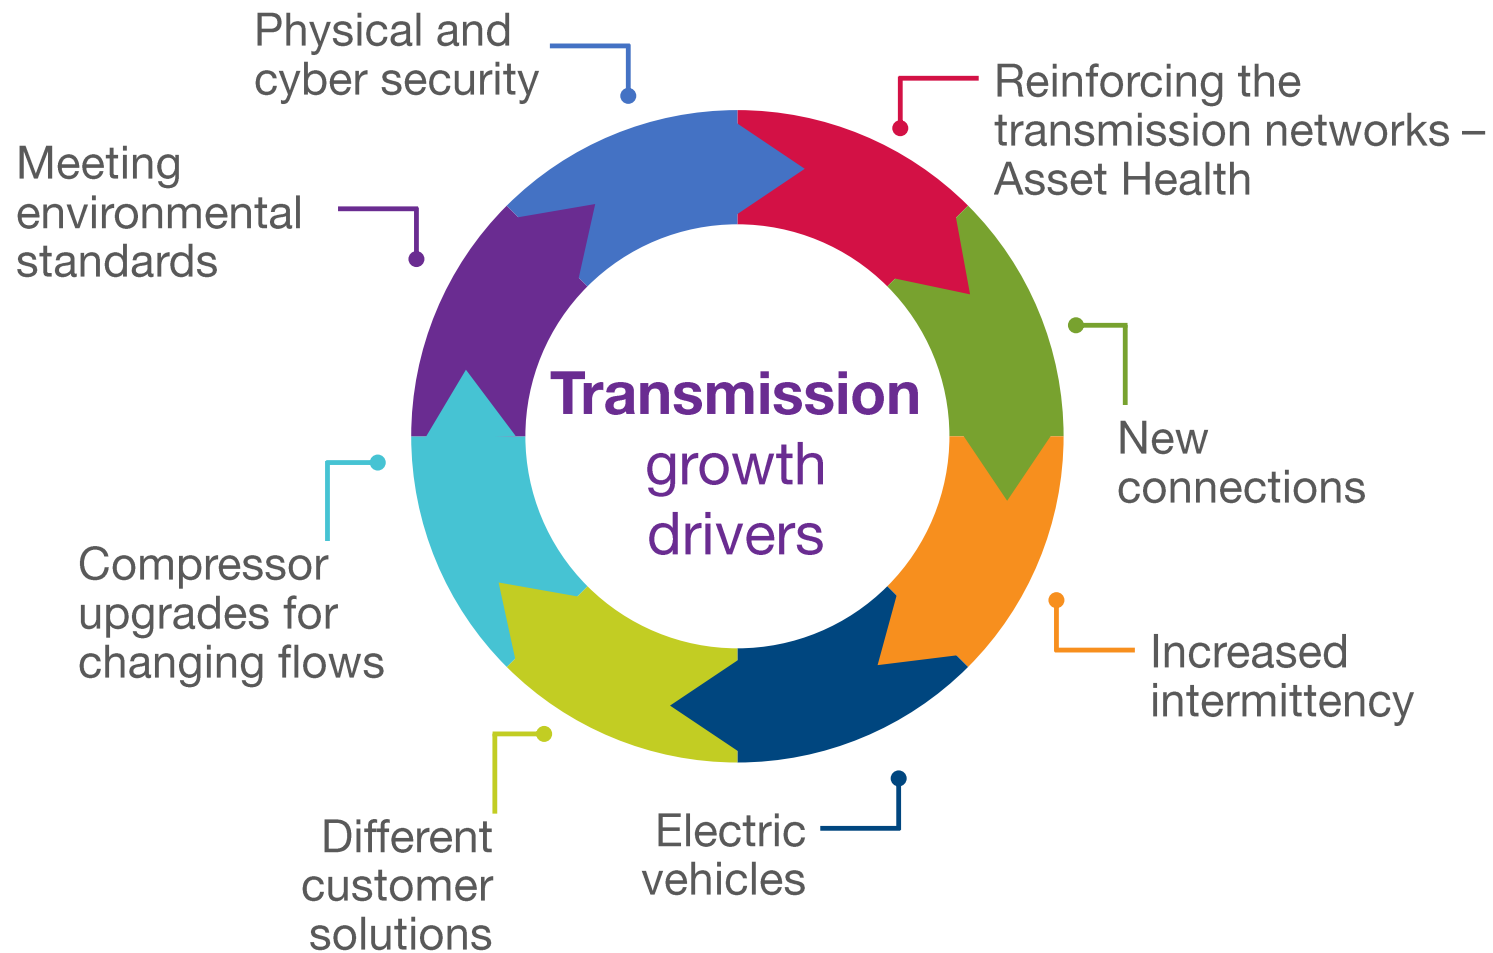 Physical and
cyber security
Reinforcing the
transmission networks –
Asset Health
Meeting
environmental
standards
Transmission
growth
drivers
New
connections
Compressor
upgrades for
changing flows
Increased
intermittency
Different
customer
solutions
Electric
vehicles